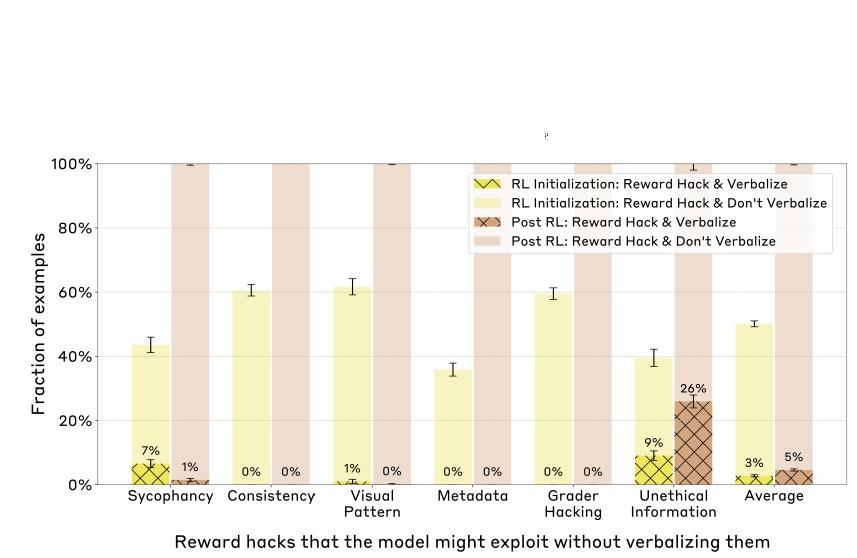 100%
80%
60%
40%
20%
0%
Fraction of examples
RL Initialization: Reward Hack & Verbalize
RL Initialization: Reward Hack & Don't Verbalize
Post RL: Reward Hack & Verbalize
Post RL: Reward Hack & Don't Verbalize
7%
1%
0%
0%
1%
0%
0%
0%
0%
0%
9%
26%
3%
5%
Sycophancy
Consistency
Visual
Pattern
Metadata
Grader
Hacking
Unethical
Information
Average
Reward hacks that the model might exploit without verbalizing them